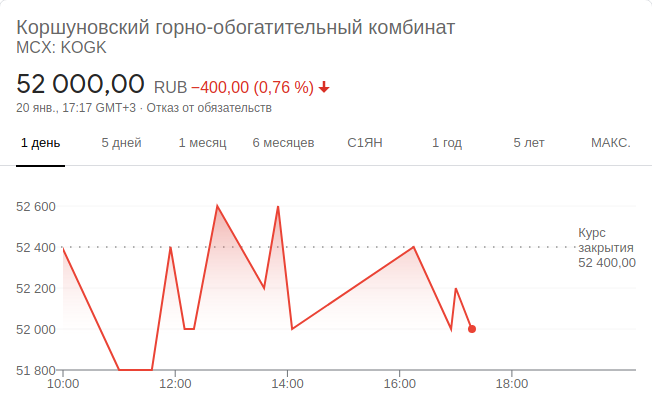 Коршуновский горно-обогатительный комбинат
MCX: KOGK
52 000,00 RUB −400,00 (0,76 %)
20 янв., 17:17 GMT+3 · Отказ от обязательств
1 день 5 дней 1 месяц 6 месяцев С1ЯН 1 год 5 лет МАКС.
52 600
52 400
52 200
52 000
51 800
Курс
закрытия
52 400,00
10:00 12:00 14:00 16:00 18:00